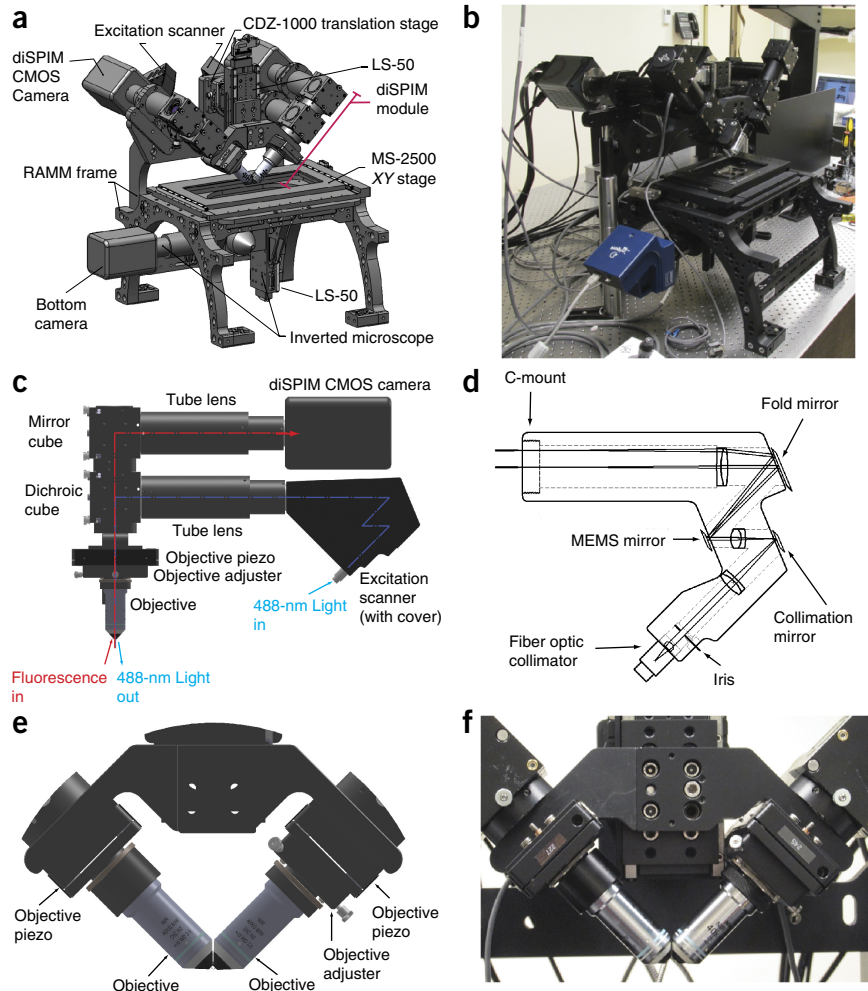 a
Excitation scanner
CDZ-1000 translation stage
diSPIM
CMOS
Camera
LS-50
diSPIM
module
RAMM frame
MS-2500
XY stage
Bottom
camera
LS-50
Inverted microscope
b
c
diSPIM CMOS camera
Tube lens
Mirror
cube
Dichroic
cube
Tube lens
Objective piezo
Objective adjuster
Objective
488-nm Light
in
Excitation
scanner
(with cover)
Fluorescence
in
488-nm Light
out
d
C-mount
Fold mirror
MEMS mirror
Collimation
mirror
Fiber optic
collimator
Iris
e
Objective
piezo
Objective
Objective
Objective
adjuster
Objective
piezo
f